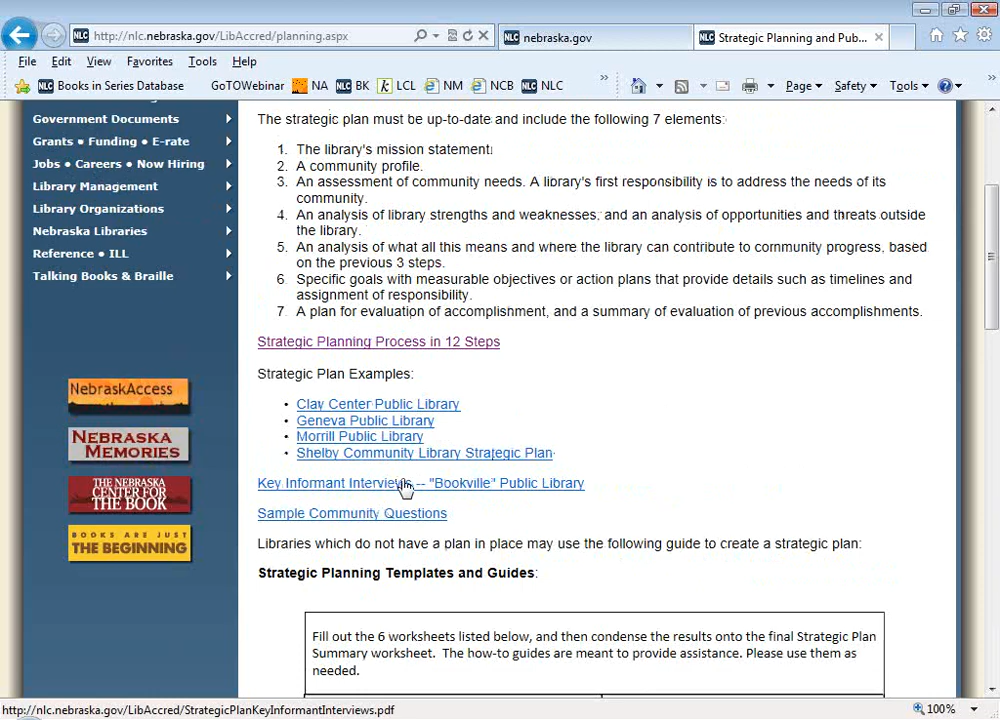 NLC http://nlc.nebraska.gov/LibAccred/planning.aspx
NLC nebraska.gov
NLC Strategic Planning and Pub...
File Edit View Favorites Tools Help
NLC Books in Series Database GoTOWebinar NA NLC BK k LCL NM NCB NLC » Page Safety Tools »
Government Documents
Grants • Funding • E-rate
Jobs • Careers • Now Hiring
Library Management
Library Organizations
Nebraska Libraries
Reference • ILL
Talking Books & Braille
NebraskAccess
NEBRASKA
MEMORIES
THE NEBRASKA
CENTER FOR
THE BOOK
BOOKS ARE JUST
THE BEGINNING
The strategic plan must be up-to-date and include the following 7 elements:
1. The library's mission statement.
2. A community profile.
3. An assessment of community needs. A library's first responsibility is to address the needs of its
community.
4. An analysis of library strengths and weaknesses, and an analysis of opportunities and threats outside
the library.
5. An analysis of what all this means and where the library can contribute to community progress, based
on the previous 3 steps.
6. Specific goals with measurable objectives or action plans that provide details such as timelines and
assignment of responsibility.
7. A plan for evaluation of accomplishment, and a summary of evaluation of previous accomplishments.
Strategic Planning Process in 12 Steps
Strategic Plan Examples:
• Clay Center Public Library
• Geneva Public Library
• Morrill Public Library
• Shelby Community Library Strategic Plan
Key Informant Interviews -- "Bookville" Public Library
Sample Community Questions
Libraries which do not have a plan in place may use the following guide to create a strategic plan:
Strategic Planning Templates and Guides:
Fill out the 6 worksheets listed below, and then condense the results onto the final Strategic Plan
Summary worksheet. The how-to guides are meant to provide assistance. Please use them as
needed.
http://nlc.nebraska.gov/LibAccred/StrategicPlanKeyInformantInterviews.pdf
100%